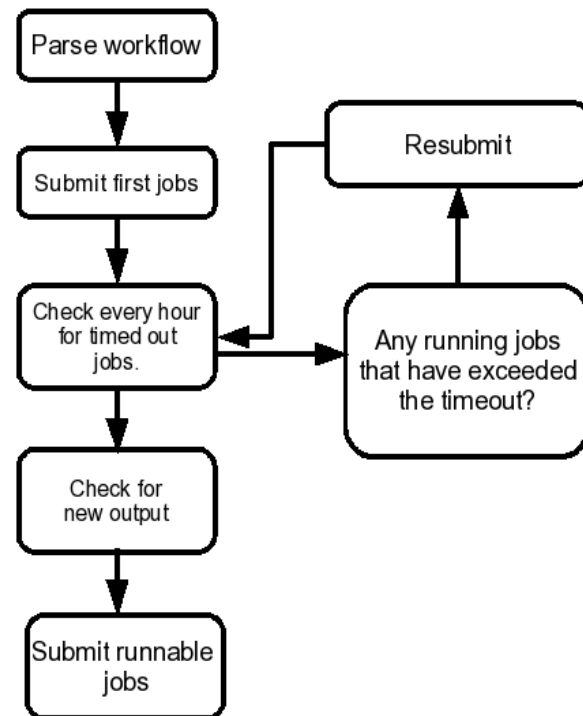 Parse workflow
Submit first jobs
Check every hour
for timed out
jobs.
Check for
new output
Submit runnable
jobs
Resubmit
Any running jobs
that have exceeded
the timeout?